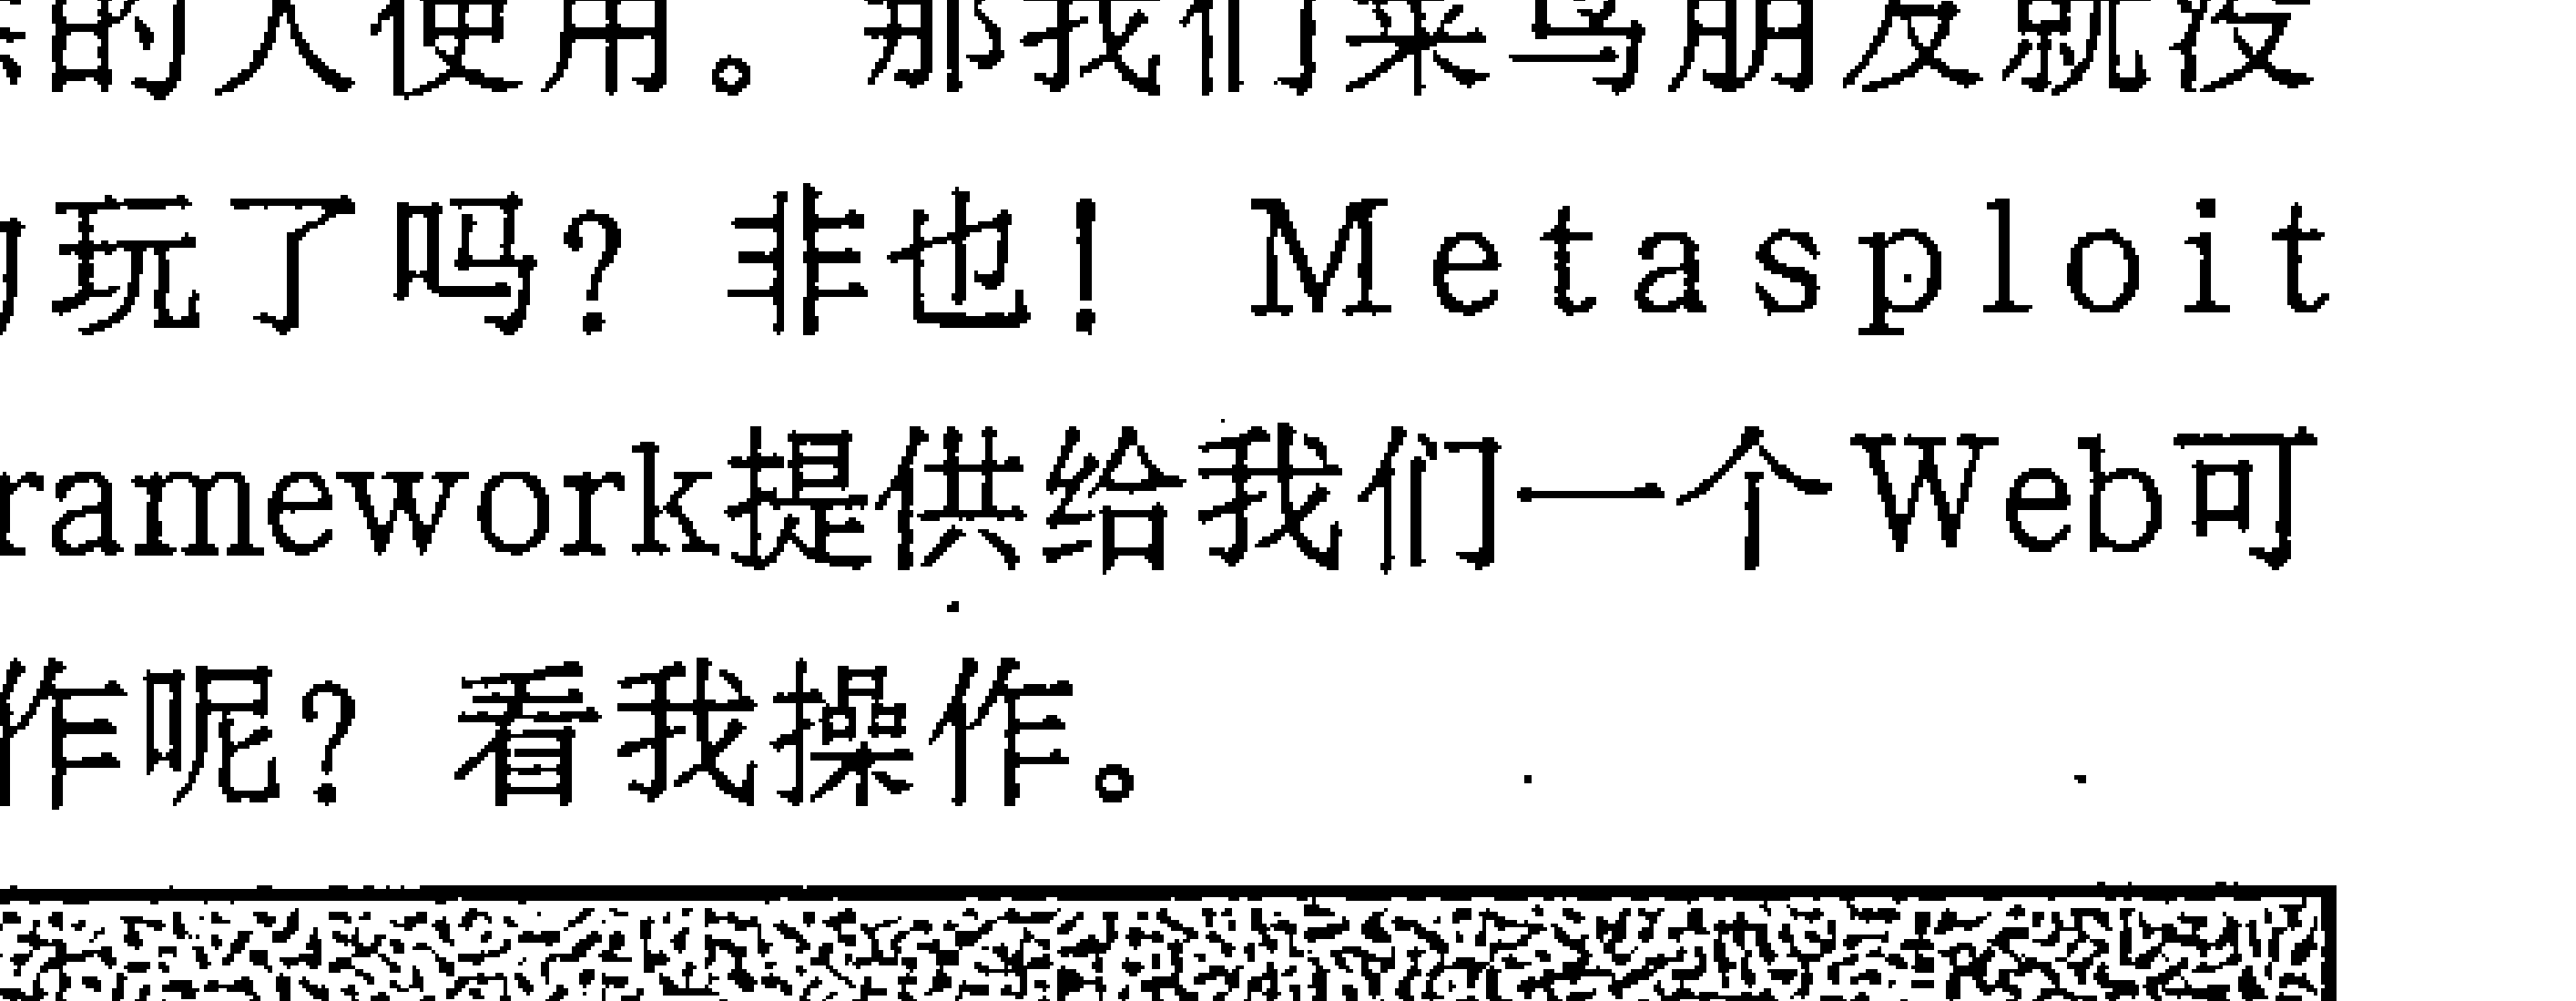 的人使用。那我们菜鸟朋友就没
玩了吗？非也！ Metasploit
ramework提供给我们一个Web可
作呢？看我操作。